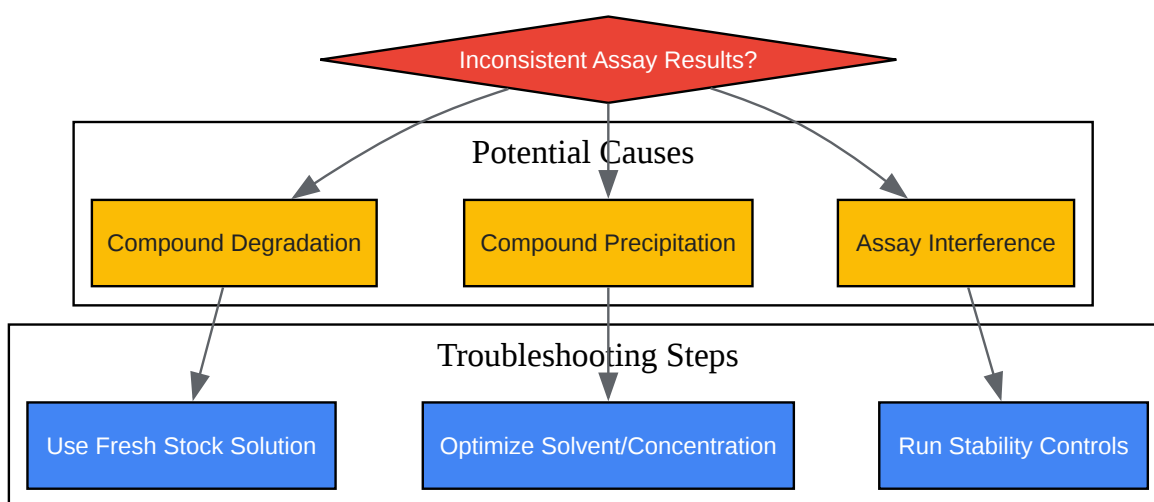 Inconsistent Assay Results?
Potential Causes
Compound Degradation
Compound Precipitation
Assay Interference
Troubleshooting Steps
Use Fresh Stock Solution
Optimize Solvent/Concentration
Run Stability Controls